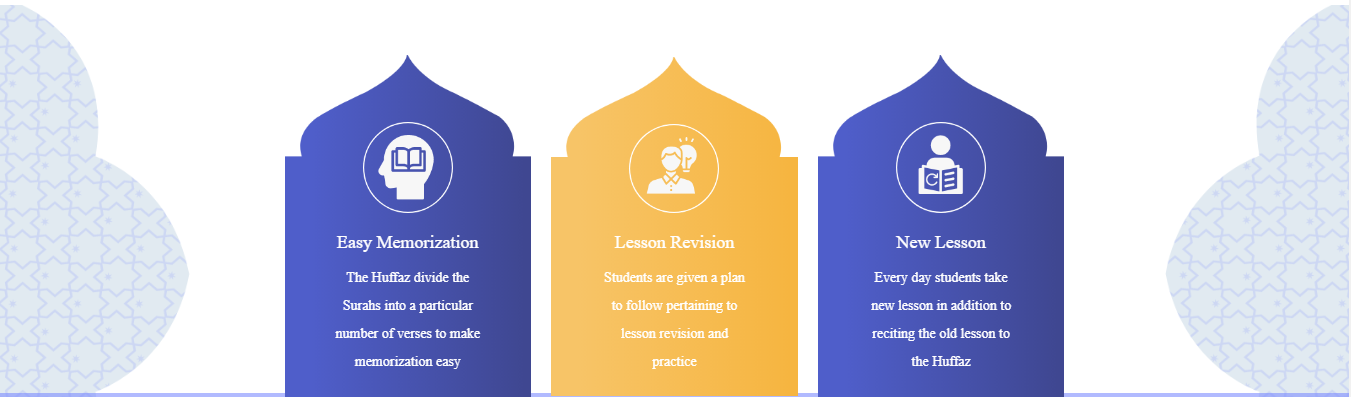 Easy Memorization
The Huffaz divide the
Surahs into a particular
number of verses to make
memorization easy
Lesson Revision
Students are given a plan
to follow pertaining to
lesson revision and
practice
New Lesson
Every day students take
new lesson in addition to
reciting the old lesson to
the Huffaz